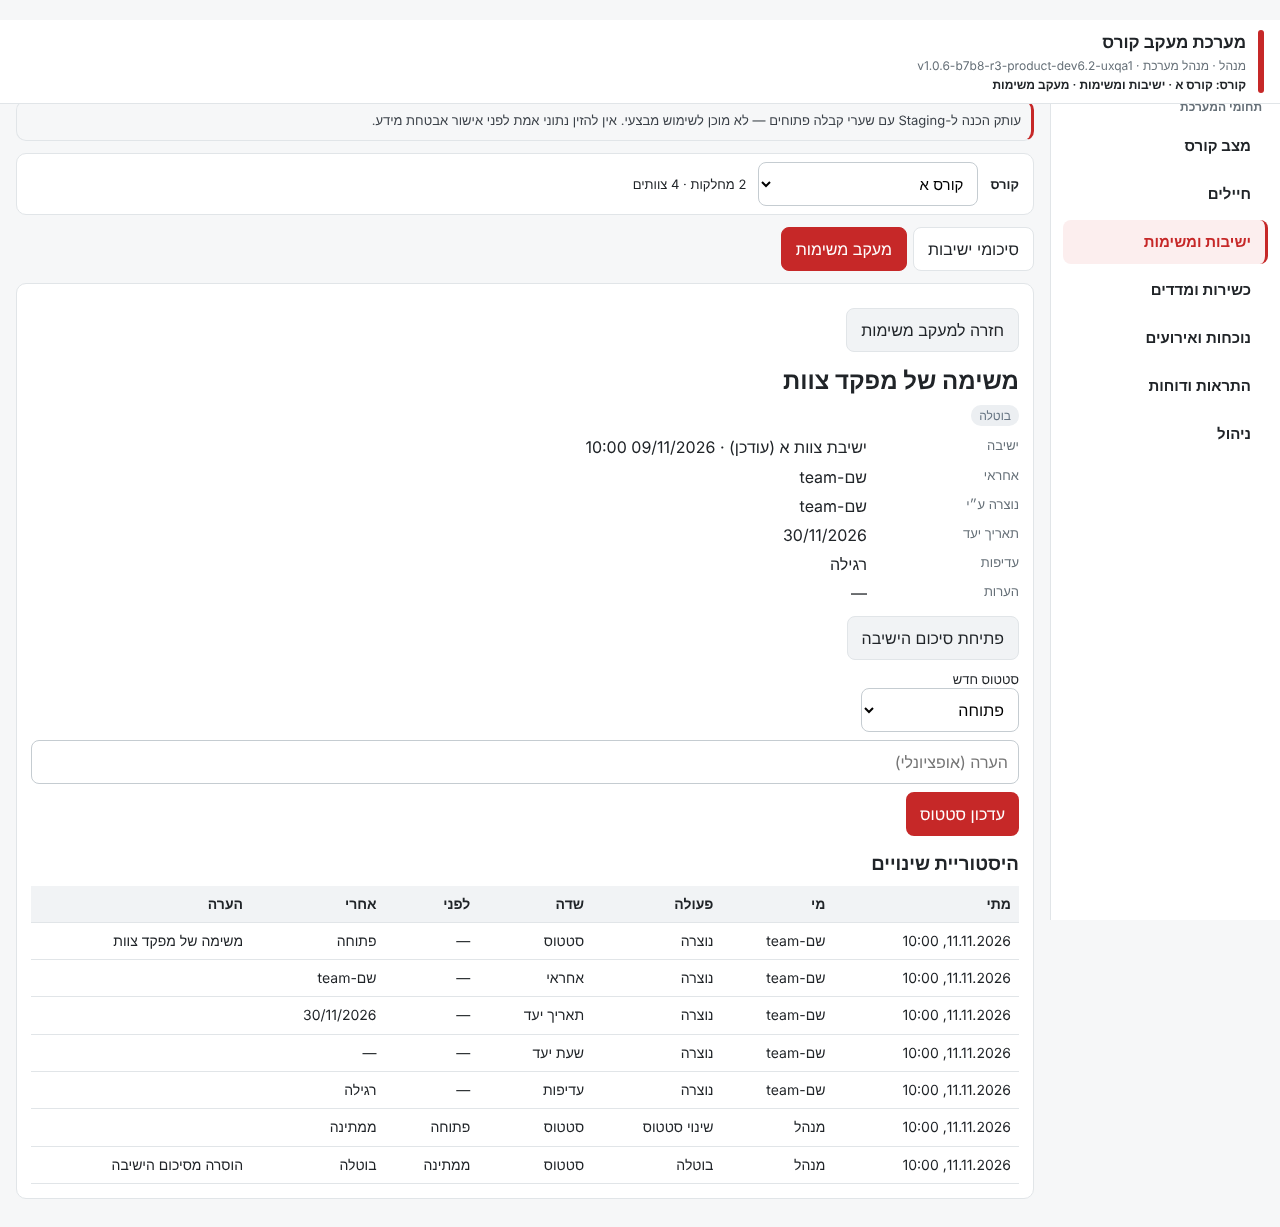 מערכת מעקב קורס
מנהל · מנהל מערכת · v1.0.6-b7b8-r3-product-dev6.2-uxqa1
קורס: קורס א · ישיבות ומשימות · מעקב משימות
תחומי המערכת
מצב קורס
חיילים
ישיבות ומשימות
כשירות ומדדים
נוכחות ואירועים
התראות ודוחות
ניהול
עותק הכנה ל-Staging עם שערי קבלה פתוחים — לא מוכן לשימוש מבצעי. אין להזין נתוני אמת לפני אישור אבטחת מידע.
קורס קורס א 2 מחלקות · 4 צוותים
סיכומי ישיבות מעקב משימות
חזרה למעקב משימות
משימה של מפקד צוות
בוטלה
ישיבה ישיבת צוות א (עודכן) · 09/11/2026 10:00
אחראי שם-team
נוצרה ע״י שם-team
תאריך יעד 30/11/2026
עדיפות רגילה
הערות —
פתיחת סיכום הישיבה
סטטוס חדש
פתוחה
הערה (אופציונלי)
עדכון סטטוס
היסטוריית שינויים
מתי מי פעולה שדה לפני אחרי הערה
11.11.2026, 10:00 שם-team נוצרה סטטוס — פתוחה משימה של מפקד צוות
11.11.2026, 10:00 שם-team נוצרה אחראי — שם-team
11.11.2026, 10:00 שם-team נוצרה תאריך יעד — 30/11/2026
11.11.2026, 10:00 שם-team נוצרה שעת יעד — —
11.11.2026, 10:00 שם-team נוצרה עדיפות — רגילה
11.11.2026, 10:00 מנהל שינוי סטטוס סטטוס פתוחה ממתינה
11.11.2026, 10:00 מנהל בוטלה סטטוס ממתינה בוטלה הוסרה מסיכום הישיבה